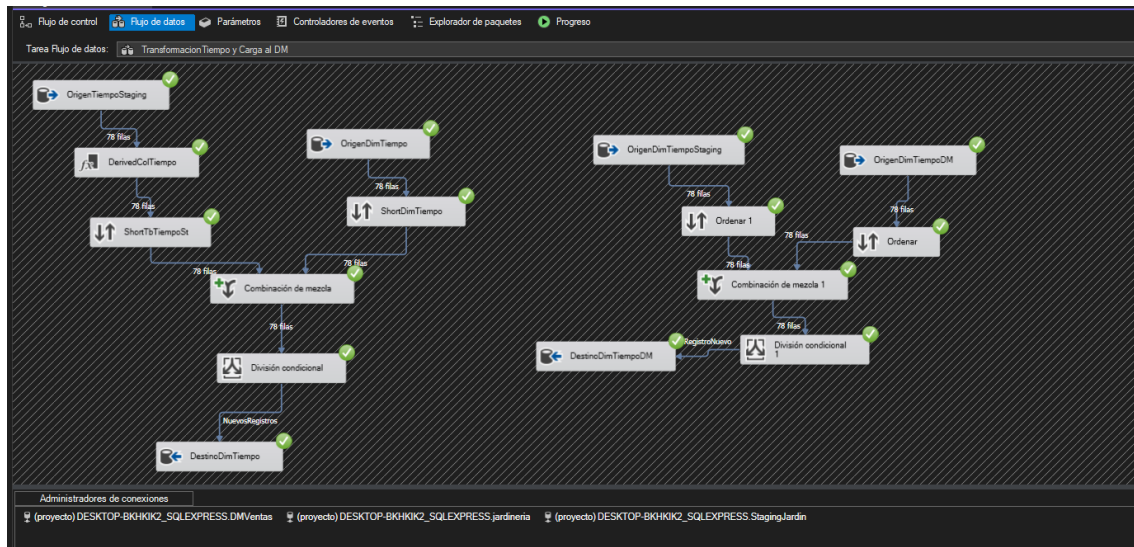 Flujo de control Flujo de datos Parámetros Controladores de eventos Explorador de paquetes Progreso
Tarea Flujo de datos: TransformacionTiempo y Carga al DM
OrigenTiempoStaging
78 filas
DerivedColTiempo
78 filas
ShortTbTiempoSt
78 filas
OrigenDimTiempo
78 filas
ShortDimTiempo
78 filas
Combinación de mezcla
78 filas
División condicional
NuevosRegistros
DestinoDimTiempo
OrigenDimTiempoStaging
78 filas
Ordenar 1
78 filas
OrigenDimTiempoDM
78 filas
Ordenar
78 filas
Combinación de mezcla 1
78 filas
División condicional
1
RegistroNuevo
DestinoDimTiempoDM
Administradores de conexiones
(proyecto) DESKTOP-BKHKIK2_SQLEXPRESS.DMVentas (proyecto) DESKTOP-BKHKIK2_SQLEXPRESS.jardineria (proyecto) DESKTOP-BKHKIK2_SQLEXPRESS.StagingJardin